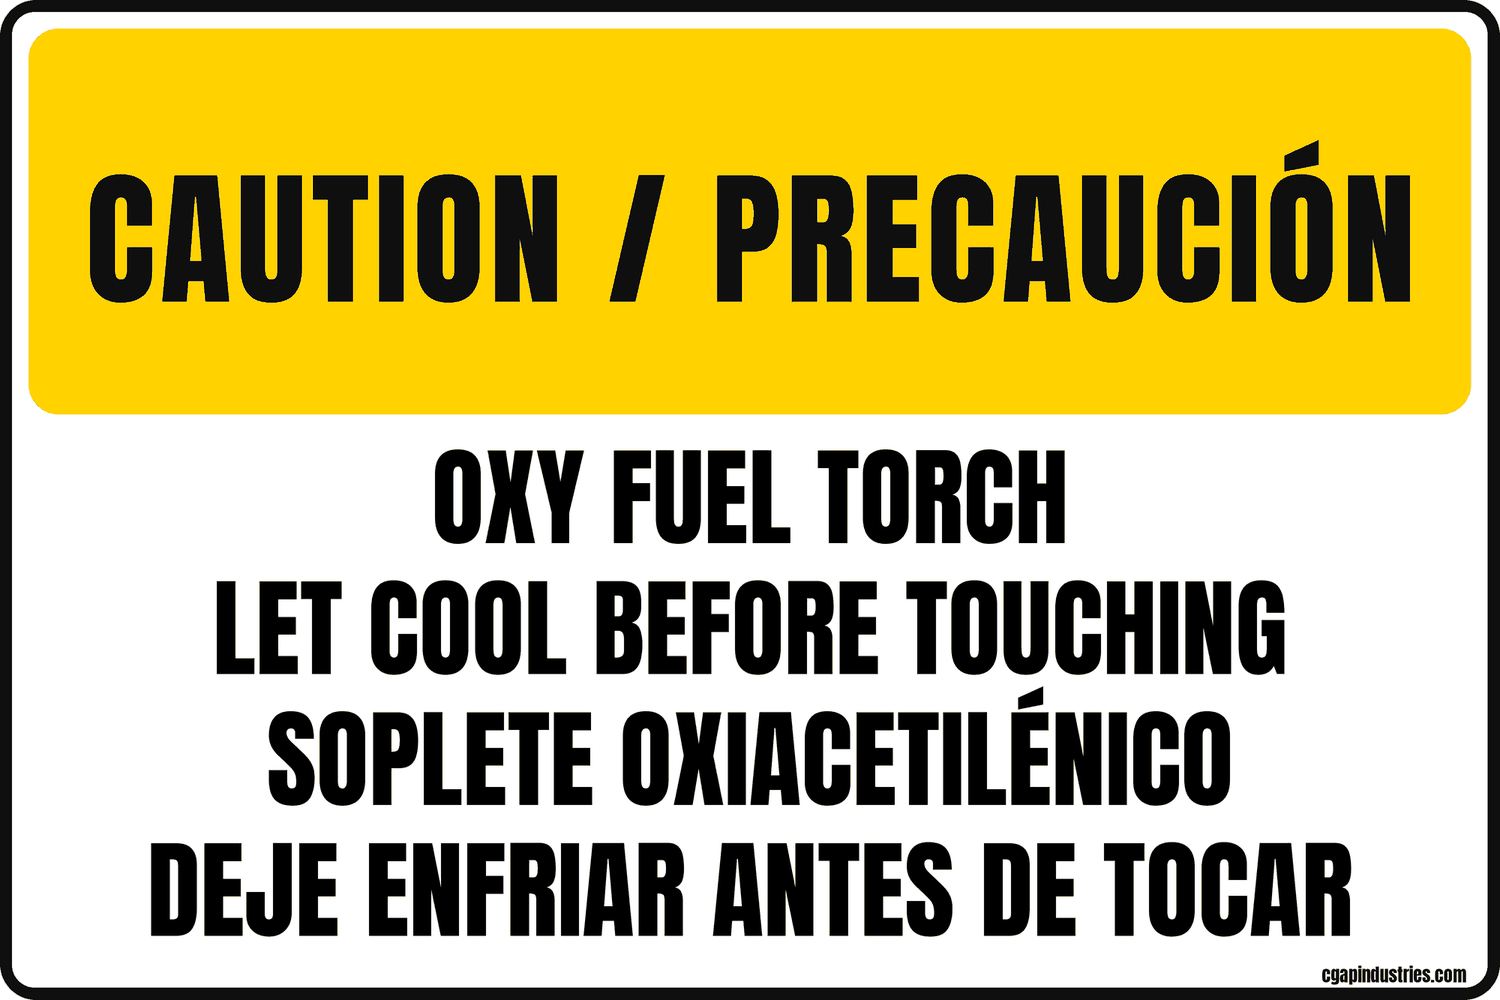 CAUTION / PRECAUCIÓN
OXY FUEL TORCH
LET COOL BEFORE TOUCHING
SOPLETE OXIACETILÉNICO
DEJE ENFRIAR ANTES DE TOCAR
cgapindustries.com